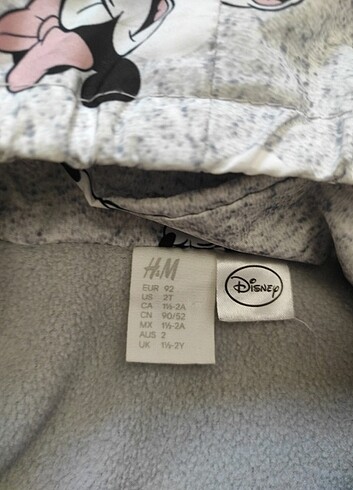 H&M
EUR 92
US 2T
CA 1½-2A
CN 90/52
MX 1½-2A
AUS 2
UK 1½-2Y
DISNEY